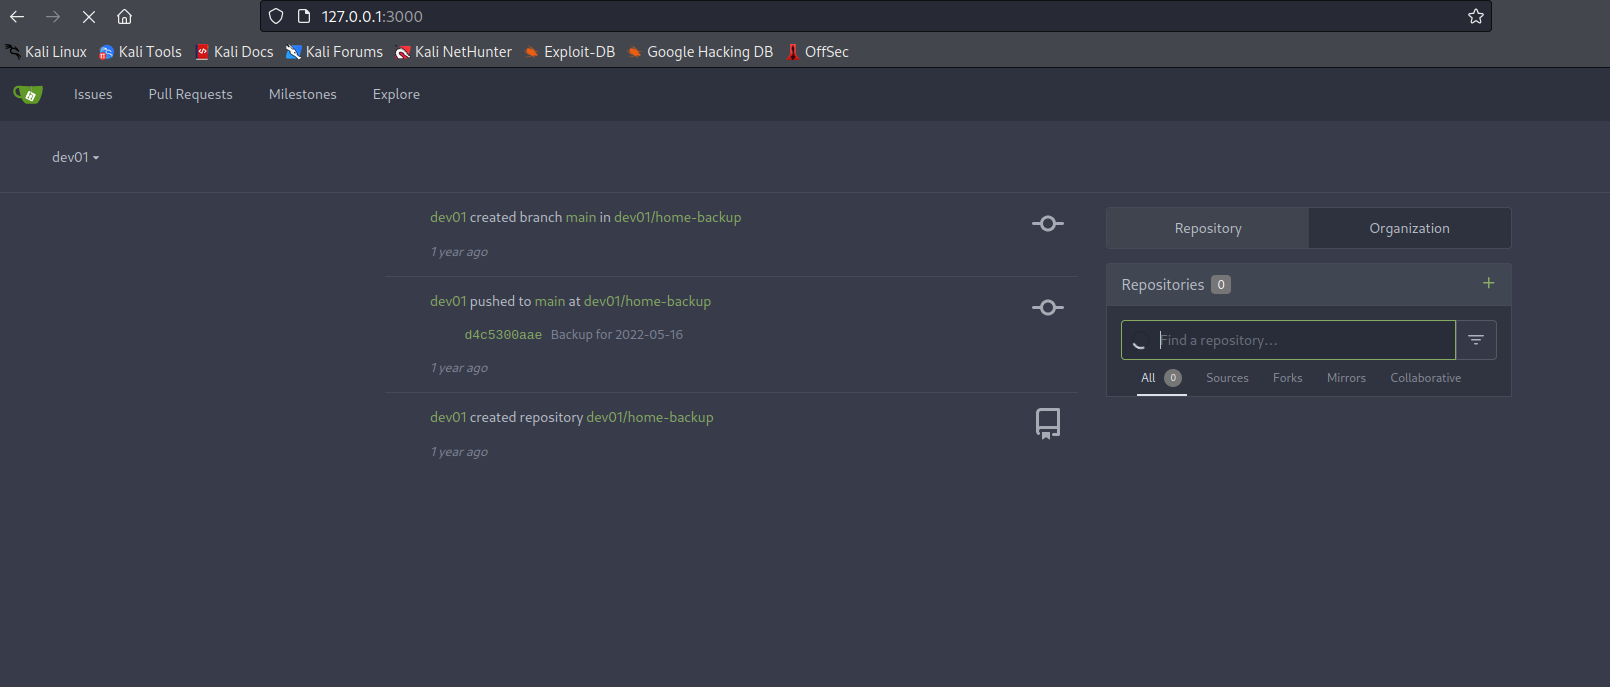 127.0.0.1:3000
Kali Linux Kali Tools Kali Docs Kali Forums Kali NetHunter Exploit-DB Google Hacking DB OffSec
Issues Pull Requests Milestones Explore
dev01
dev01 created branch main in dev01/home-backup
1 year ago
dev01 pushed to main at dev01/home-backup
d4c5300aae Backup for 2022-05-16
1 year ago
dev01 created repository dev01/home-backup
1 year ago
Repository Organization
Repositories 0
Find a repository...
All 0 Sources Forks Mirrors Collaborative